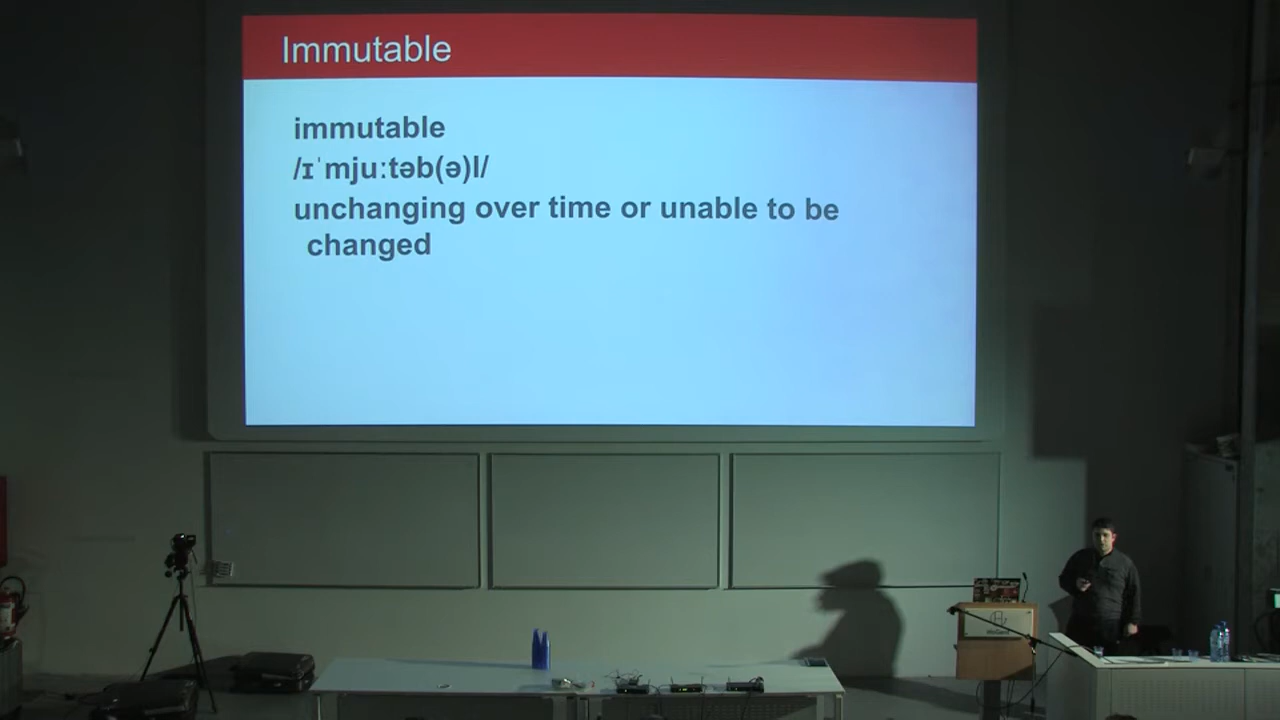 Immutable
immutable
/ɪˈmjuːtəb(ə)l/
unchanging over time or unable to be
changed